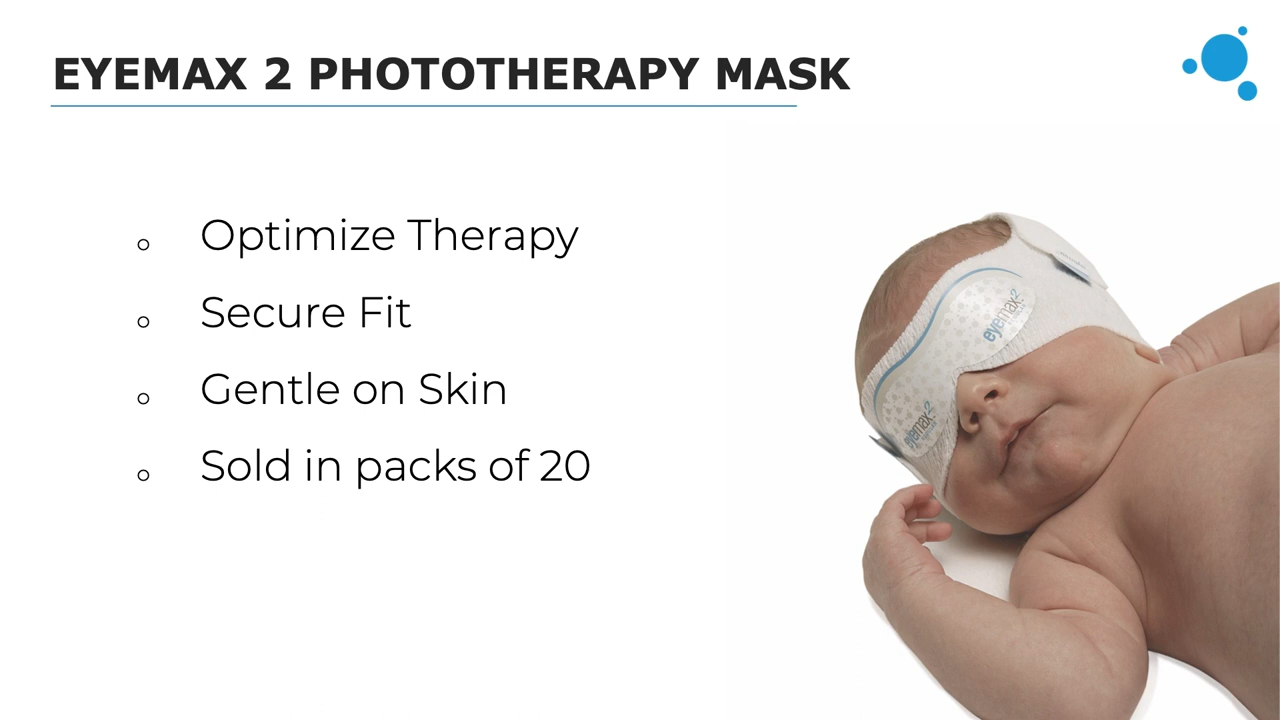 EYEMAX 2 PHOTOTHERAPY MASK
Optimize Therapy
Secure Fit
Gentle on Skin
Sold in packs of 20
eyemax2
eyemax2